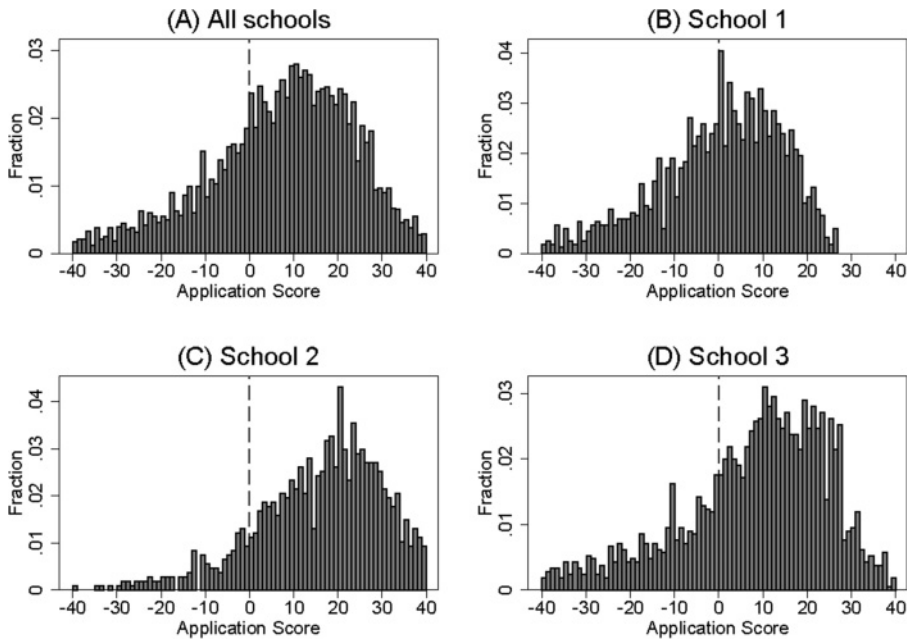 (A) All schools
Fraction
.03
.02
.01
0
-40 -30 -20 -10 0 10 20 30 40
Application Score
(B) School 1
Fraction
.04
.03
.02
.01
0
-40 -30 -20 -10 0 10 20 30 40
Application Score
(C) School 2
Fraction
.04
.03
.02
.01
0
-40 -30 -20 -10 0 10 20 30 40
Application Score
(D) School 3
Fraction
.03
.02
.01
0
-40 -30 -20 -10 0 10 20 30 40
Application Score